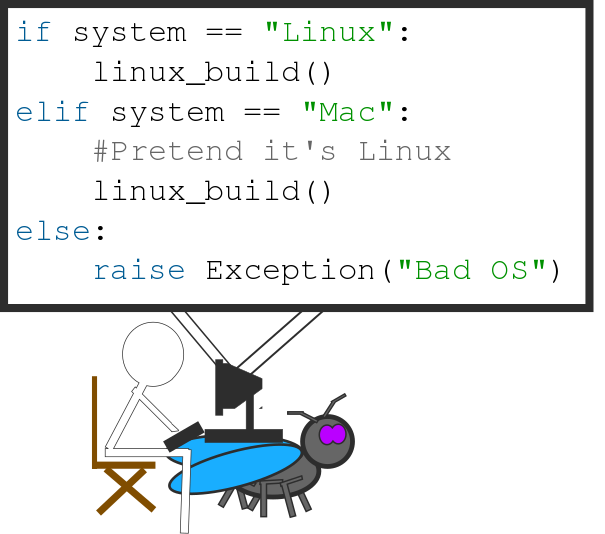 if system == "Linux":
    linux_build()
elif system == "Mac":
    #Pretend it's Linux
    linux_build()
else:
    raise Exception("Bad OS")